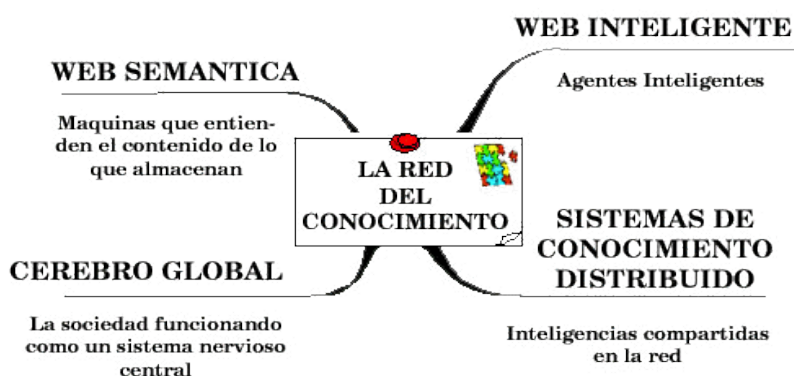 WEB INTELIGENTE
Agentes Inteligentes
WEB SEMANTICA
Maquinas que entien-
den el contenido de lo
que almacenan
LA RED
DEL
CONOCIMIENTO
CEREBRO GLOBAL
La sociedad funcionando
como un sistema nervioso
central
SISTEMAS DE
CONOCIMIENTO
DISTRIBUIDO
Inteligencias compartidas
en la red